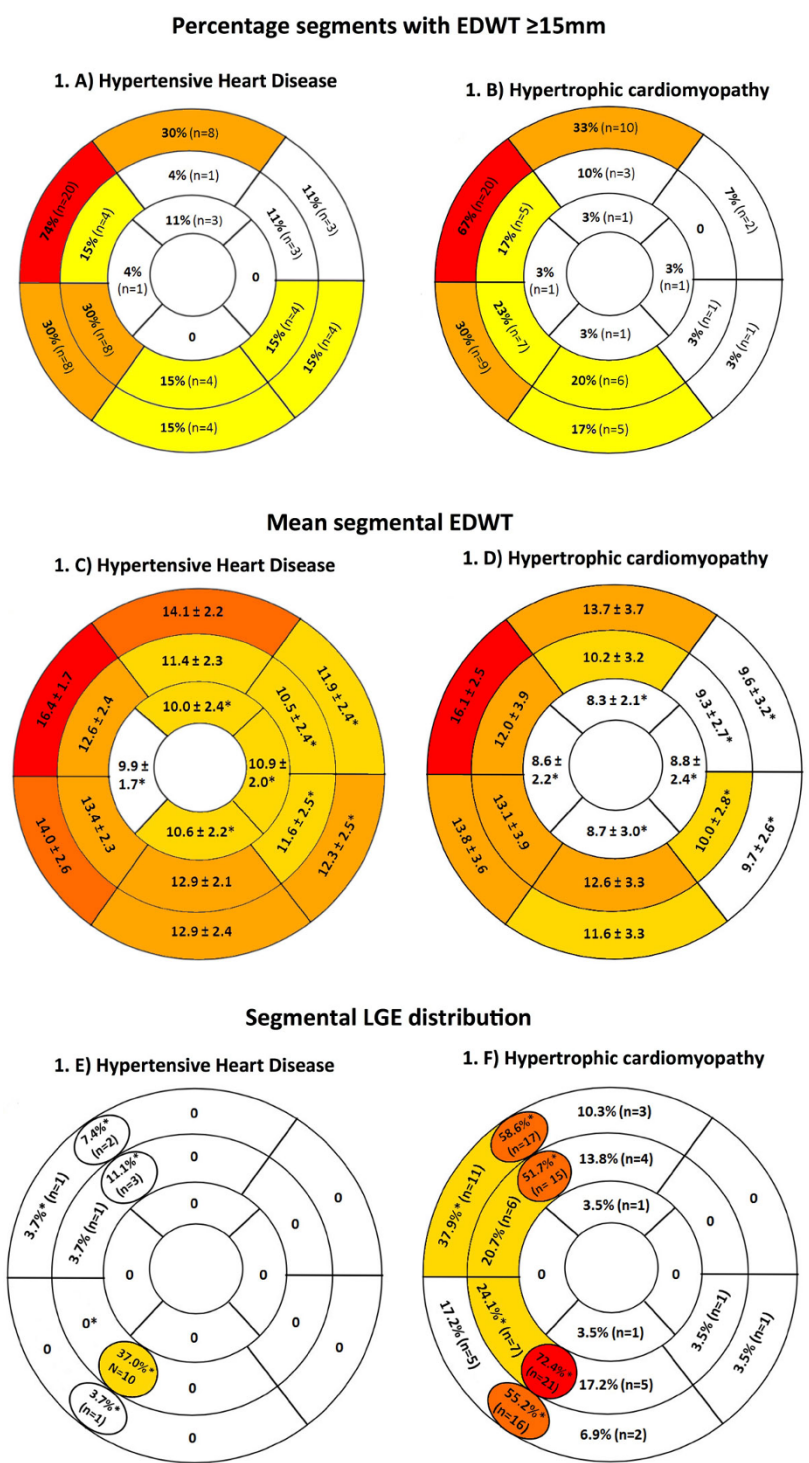 Percentage segments with EDWT ≥15mm
1. A) Hypertensive Heart Disease
30% (n=8)
4% (n=1)
11% (n=3)
74% (n=20)
15% (n=4)
4%
(n=1)
0
11% (n=3)
11% (n=3)
30% (n=8)
30% (n=8)
0
15% (n=4)
15% (n=4)
15% (n=4)
15% (n=4)
1. B) Hypertrophic cardiomyopathy
33% (n=10)
10% (n=3)
3% (n=1)
67% (n=20)
17% (n=5)
3%
(n=1)
3%
(n=1)
0
7% (n=2)
30% (n=9)
23% (n=7)
3% (n=1)
3% (n=1)
3% (n=1)
20% (n=6)
17% (n=5)
Mean segmental EDWT
1. C) Hypertensive Heart Disease
14.1 ± 2.2
11.4 ± 2.3
10.0 ± 2.4*
16.4 ± 1.7
12.6 ± 2.4
9.9 ±
1.7*
10.9 ±
2.0*
10.5 ± 2.4*
11.9 ± 2.4*
14.0 ± 2.6
13.4 ± 2.3
10.6 ± 2.2*
11.6 ± 2.5*
12.3 ± 2.5*
12.9 ± 2.1
12.9 ± 2.4
1. D) Hypertrophic cardiomyopathy
13.7 ± 3.7
10.2 ± 3.2
8.3 ± 2.1*
16.1 ± 2.5
12.0 ± 3.9
8.6 ±
2.2*
8.8 ±
2.4*
9.3 ± 2.7*
9.6 ± 3.2*
13.8 ± 3.6
13.1 ± 3.9
8.7 ± 3.0*
10.0 ± 2.8*
9.7 ± 2.6*
12.6 ± 3.3
11.6 ± 3.3
Segmental LGE distribution
1. E) Hypertensive Heart Disease
0
7.4%*
(n=2)
0
11.1%*
(n=3)
0
3.7%* (n=1)
3.7% (n=1)
0
0
0
0
0
0*
0
0
0
37.0%*
N=10
0
3.7%*
(n=1)
0
1. F) Hypertrophic cardiomyopathy
10.3% (n=3)
58.6%*
(n=17)
13.8% (n=4)
51.7%*
(n= 15)
3.5% (n=1)
37.9%* (n=11)
20.7% (n=6)
0
0
0
0
17.2% (n=5)
24.1%* (n=7)
3.5% (n=1)
3.5% (n=1)
3.5% (n=1)
72.4%*
(n=21)
17.2% (n=5)
55.2%*
(n=16)
6.9% (n=2)